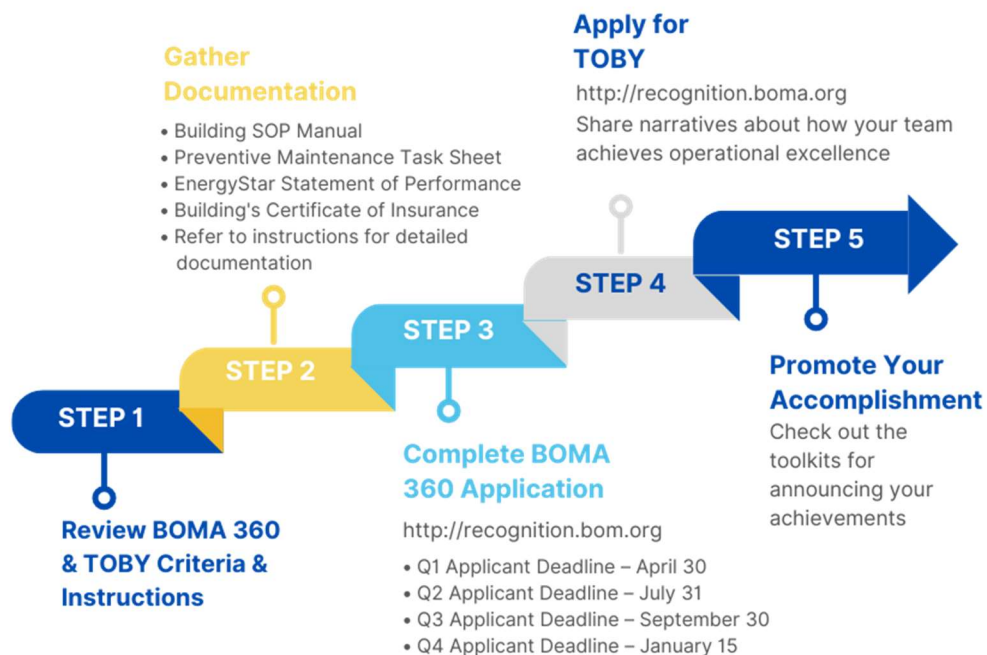 STEP 1
Review BOMA 360
& TOBY Criteria &
Instructions
STEP 2
Gather
Documentation
• Building SOP Manual
• Preventive Maintenance Task Sheet
• EnergyStar Statement of Performance
• Building's Certificate of Insurance
• Refer to instructions for detailed
documentation
STEP 3
Complete BOMA
360 Application
http://recognition.bom.org
• Q1 Applicant Deadline – April 30
• Q2 Applicant Deadline – July 31
• Q3 Applicant Deadline – September 30
• Q4 Applicant Deadline – January 15
STEP 4
Apply for
TOBY
http://recognition.boma.org
Share narratives about how your team
achieves operational excellence
STEP 5
Promote Your
Accomplishment
Check out the
toolkits for
announcing your
achievements